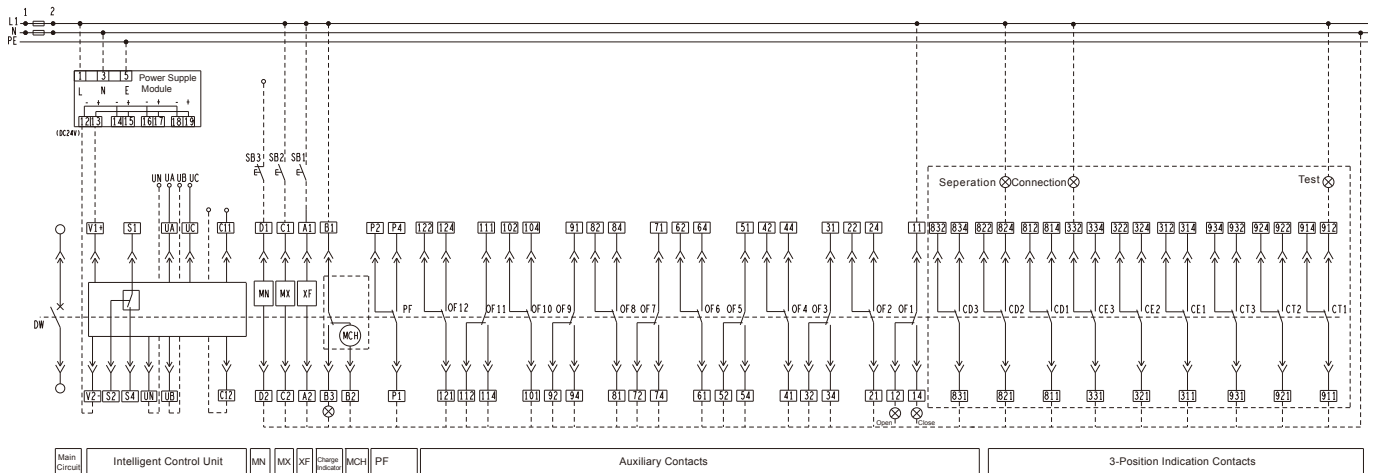 1 2
L1
N
PE
1 3 5 Power Supple
L N E Module
- + - + - + - +
12 13 14 15 16 17 18 19
(DC24V)
SB3 SB2 SB1
E E E
UN UA UB UC
Seperation Connection Test
V1+ S1 UA UC C11 D1 C1 A1 B1 P2 P4 122 124 111 102 104 91 82 84 71 62 64 51 42 44 31 22 24 11 832 834 822 824 812 814 332 334 322 324 312 314 934 932 924 922 914 912
MN MX XF
DW PF OF12 OF11 OF10 OF9 OF8 OF7 OF6 OF5 OF4 OF3 OF2 OF1 CD3 CD2 CD1 CE3 CE2 CE1 CT3 CT2 CT1
MCH
V2- S2 S4 UN UB C12 D2 C2 A2 B3 B2 P1 121 112 114 101 92 94 81 72 74 61 52 54 41 32 34 21 12 14 831 821 811 331 321 311 931 921 911
Open Close
Main Circuit Intelligent Control Unit MN MX XF Charge Indicator MCH PF Auxiliary Contacts 3-Position Indication Contacts